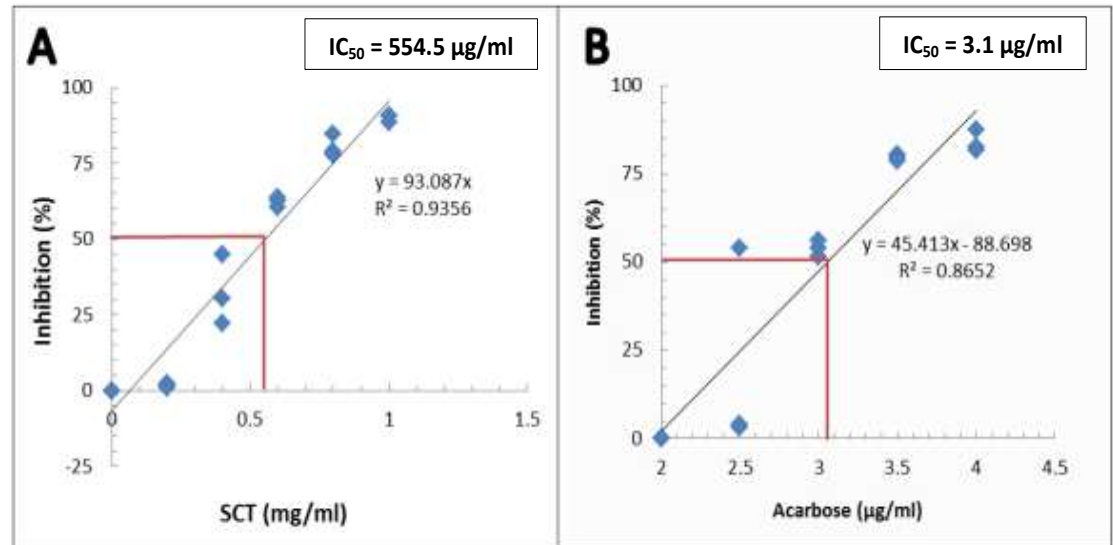 A
IC₅₀ = 554.5 µg/ml
100
75
50
25
0
-25
0
0.5
1
1.5
y = 93.087x
R² = 0.9356
Inhibition (%)
SCT (mg/ml)
B
IC₅₀ = 3.1 µg/ml
100
75
50
25
0
2
2.5
3
3.5
4
4.5
y = 45.413x - 88.698
R² = 0.8652
Inhibition (%)
Acarbose (µg/ml)